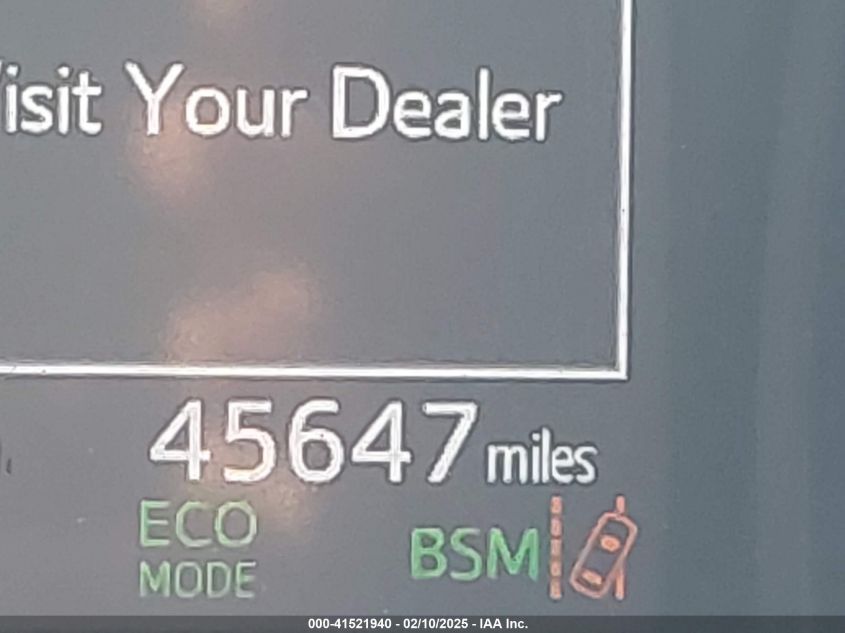 isit Your Dealer
45647 miles
ECO
MODE
BSM
000-41521940 - 02/10/2025 - IAA Inc.